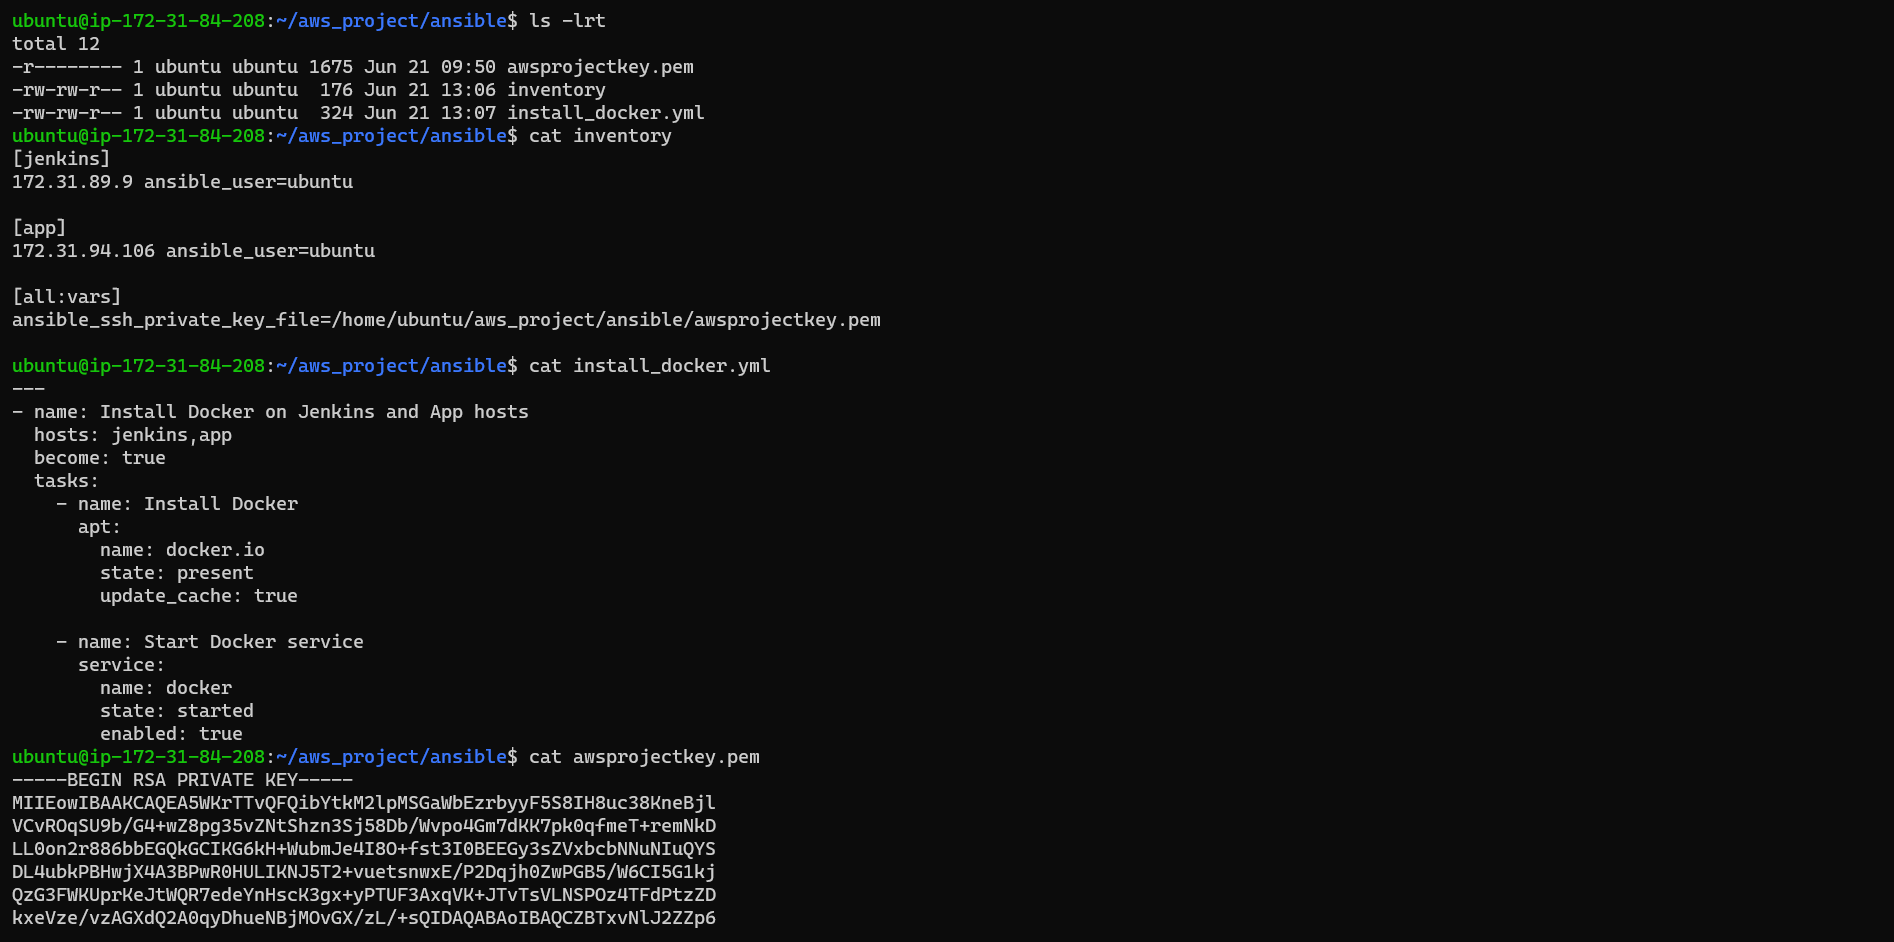 ubuntu@ip-172-31-84-208:~/aws_project/ansible$ ls -lrt
total 12
-r-------- 1 ubuntu ubuntu 1675 Jun 21 09:50 awsprojectkey.pem
-rw-rw-r-- 1 ubuntu ubuntu  176 Jun 21 13:06 inventory
-rw-rw-r-- 1 ubuntu ubuntu  324 Jun 21 13:07 install_docker.yml
ubuntu@ip-172-31-84-208:~/aws_project/ansible$ cat inventory
[jenkins]
172.31.89.9 ansible_user=ubuntu

[app]
172.31.94.106 ansible_user=ubuntu

[all:vars]
ansible_ssh_private_key_file=/home/ubuntu/aws_project/ansible/awsprojectkey.pem

ubuntu@ip-172-31-84-208:~/aws_project/ansible$ cat install_docker.yml
---
- name: Install Docker on Jenkins and App hosts
  hosts: jenkins,app
  become: true
  tasks:
    - name: Install Docker
      apt:
        name: docker.io
        state: present
        update_cache: true

    - name: Start Docker service
      service:
        name: docker
        state: started
        enabled: true
ubuntu@ip-172-31-84-208:~/aws_project/ansible$ cat awsprojectkey.pem
-----BEGIN RSA PRIVATE KEY-----
MIIEowIBAAKCAQEA5WKrTTvQFQibYtkM2lpMSGaWbEzrbyyF5S8IH8uc38KneBjl
VCvROqSU9b/G4+wZ8pg35vZNtShzn3Sj58Db/Wvpo4Gm7dKK7pk0qfmeT+remNkD
LL0on2r886bbEGQkGCIKG6kH+WubmJe4I8O+fst3I0BEEGy3sZVxbcbNNuNIuQYS
DL4ubkPBHwjX4A3BPwR0HULIKNJ5T2+vuetsnwxE/P2Dqjh0ZwPGB5/W6CI5G1kj
QzG3FWKUprKeJtWQR7edeYnHscK3gx+yPTUF3AxqVK+JTvTsVLNSPOz4TFdPtzZD
kxeVze/vzAGXdQ2A0qyDhueNBjMOvGX/zL/+sQIDAQABAoIBAQCZBTxvNlJ2ZZp6